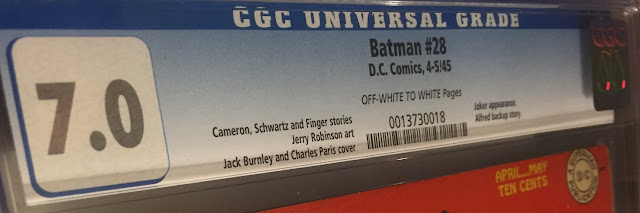 CGC UNIVERSAL GRADE
7.0
Batman #28
D.C. Comics, 4-5/45
OFF-WHITE TO WHITE Pages
Cameron, Schwartz and Finger stories
Jerry Robinson art
Jack Burnley and Charles Paris cover
0013730018
Joker appearance.
Alfred backup story.
CGC
APRIL....MAY
TEN CENTS
DC